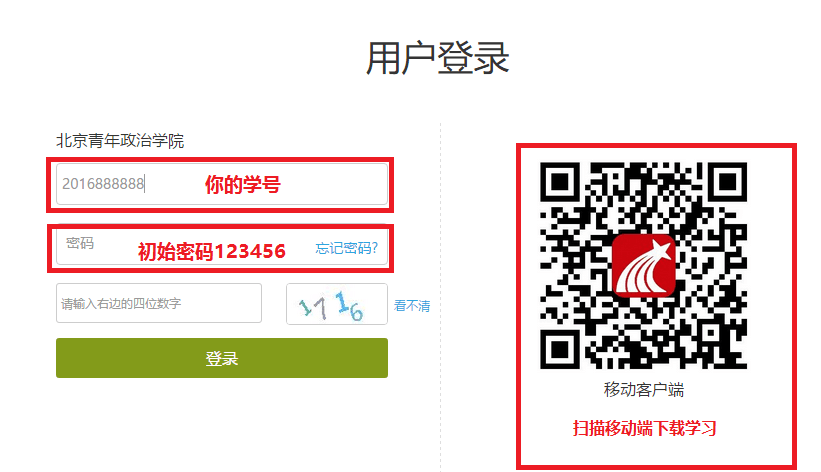 用户登录
北京青年政治学院
2016888888 你的学号
密码 初始密码123456 忘记密码?
请输入右边的四位数字 1716 看不清
登录
移动客户端
扫描移动端下载学习